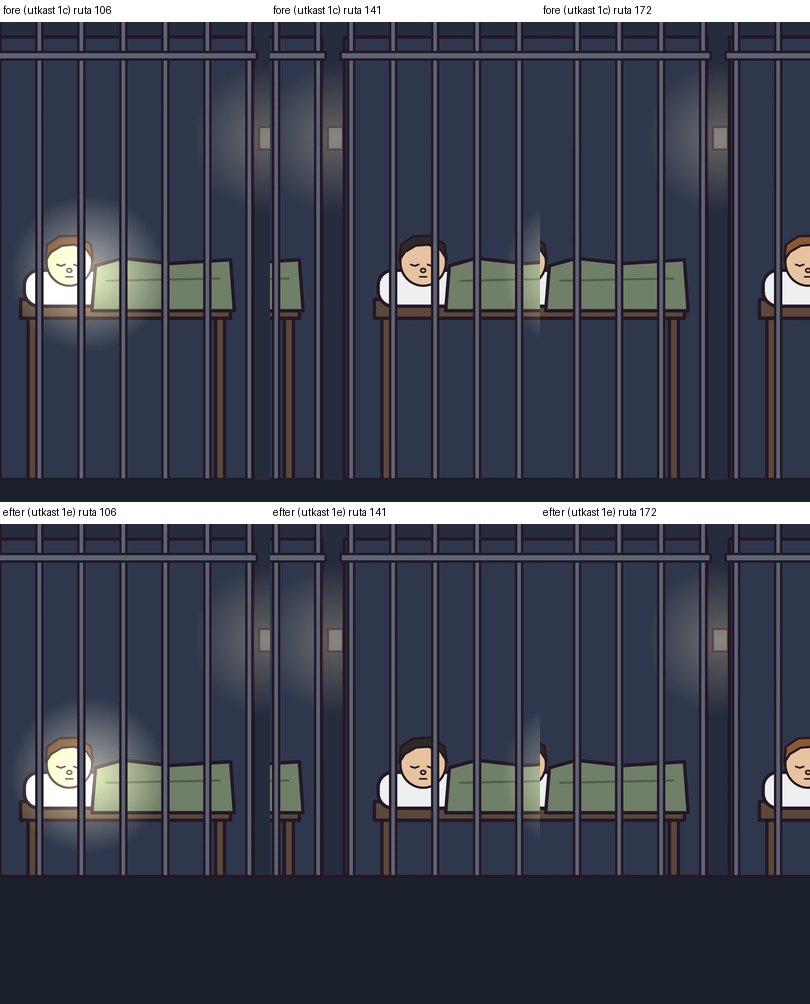 fore (utkast 1c) ruta 106
fore (utkast 1c) ruta 141
fore (utkast 1c) ruta 172
efter (utkast 1e) ruta 106
efter (utkast 1e) ruta 141
efter (utkast 1e) ruta 172